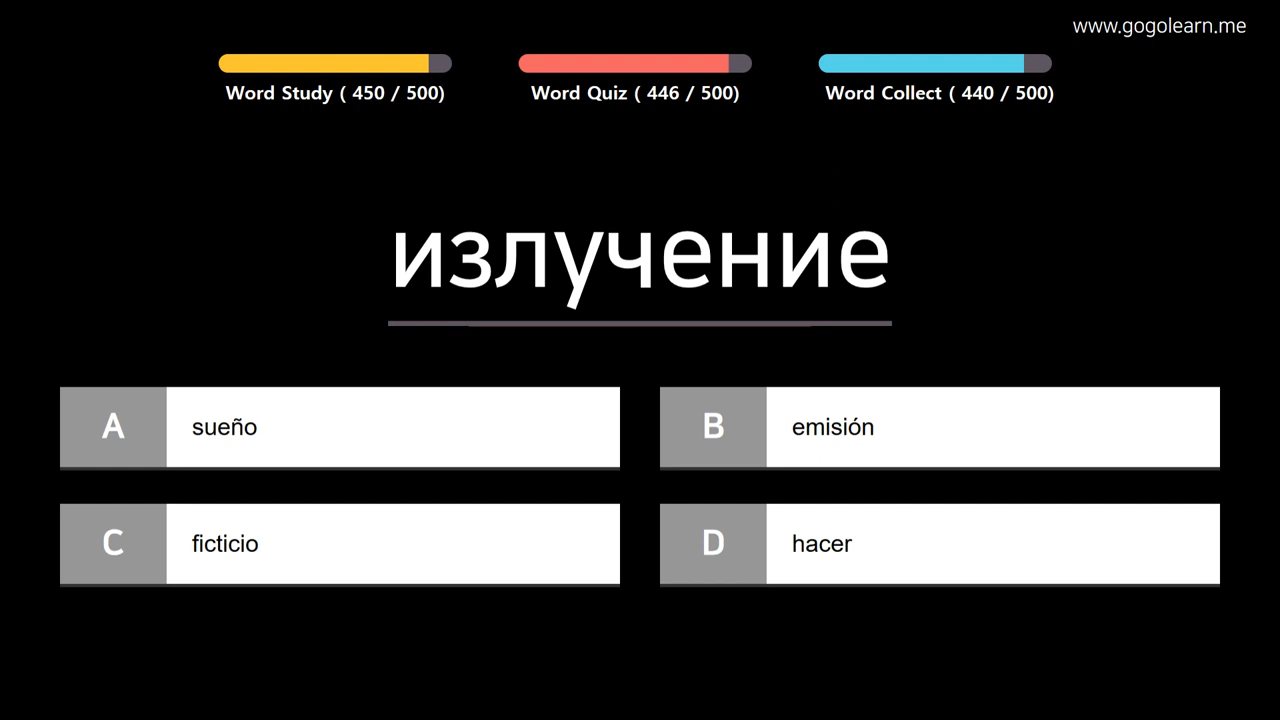 www.gogolearn.me
Word Study ( 450 / 500)
Word Quiz ( 446 / 500)
Word Collect ( 440 / 500)
излучение
A sueño
B emisión
C ficticio
D hacer